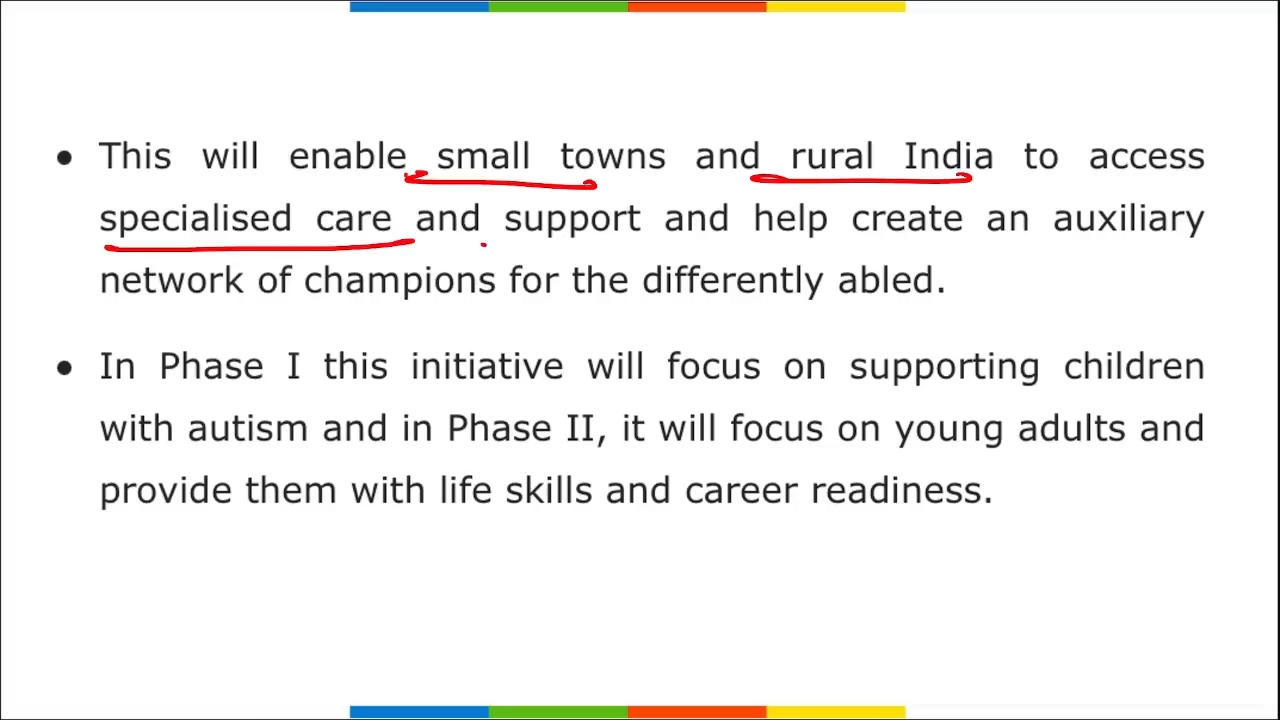 • This will enable small towns and rural India to access
specialised care and support and help create an auxiliary
network of champions for the differently abled.
• In Phase I this initiative will focus on supporting children
with autism and in Phase II, it will focus on young adults and
provide them with life skills and career readiness.